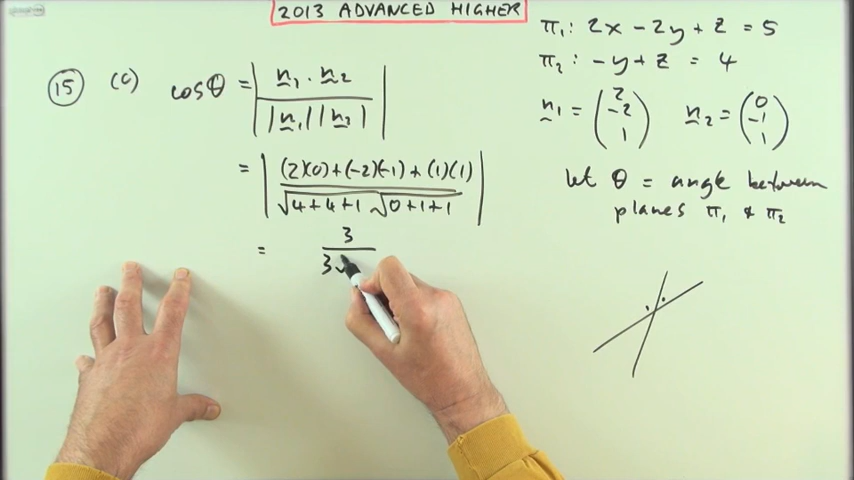 2013 ADVANCED HIGHER
π₁: 2x - 2y + z = 5
π₂: -y + z = 4
15 (c) cosθ = | n₁ · n₂ / |n₁||n₂| |
n₁ = (2 -2 1) n₂ = (0 -1 1)
= | (2)(0)+(-2)(-1)+(1)(1) / √4+4+1 √0+1+1 |
let θ = angle between
planes π₁ & π₂
= 3 / 3√